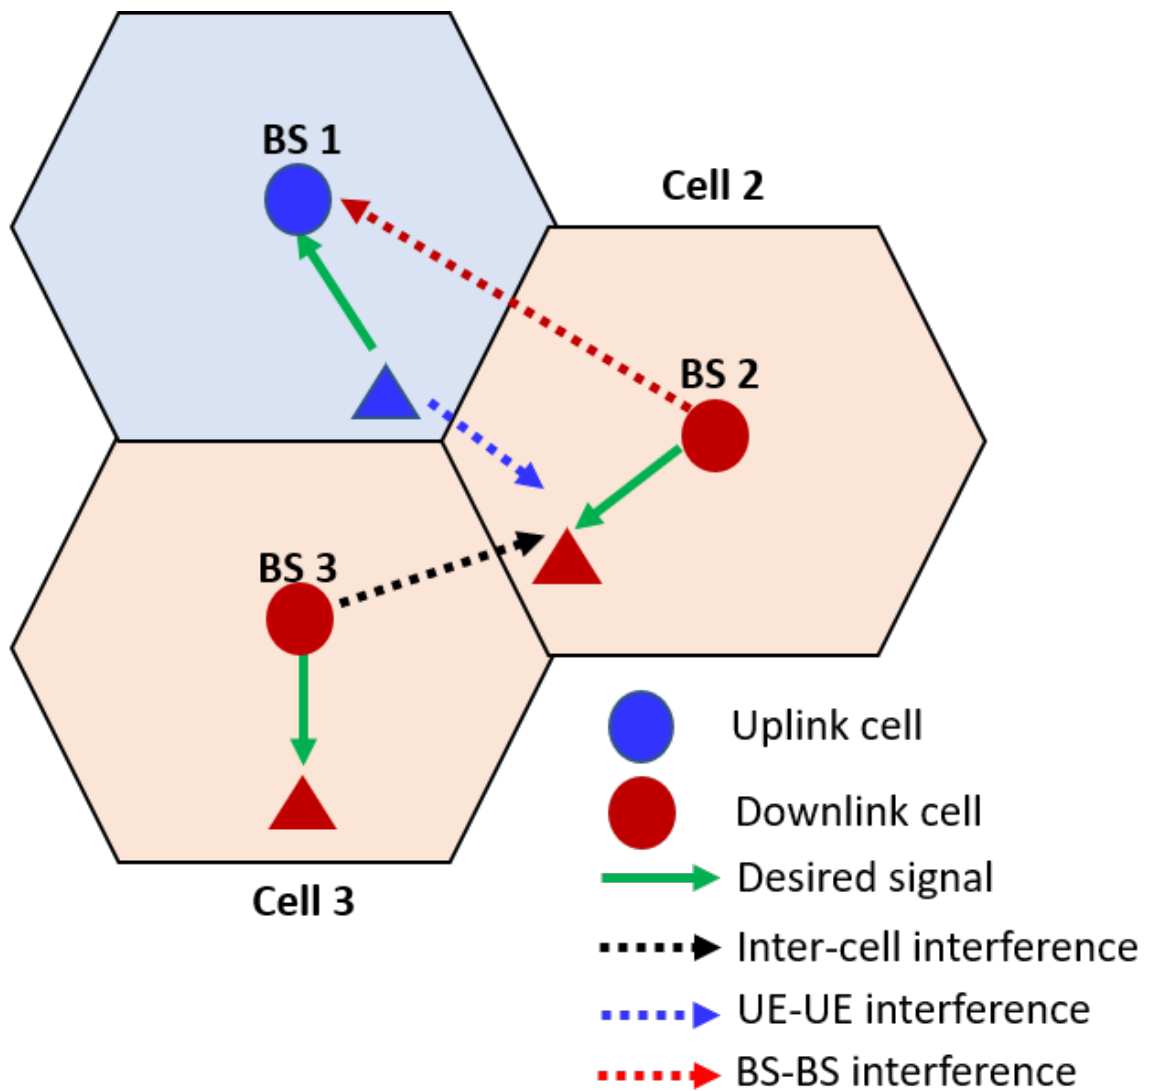 BS 1
Cell 2
BS 2
BS 3
Cell 3
Uplink cell
Downlink cell
Desired signal
Inter-cell interference
UE-UE interference
BS-BS interference